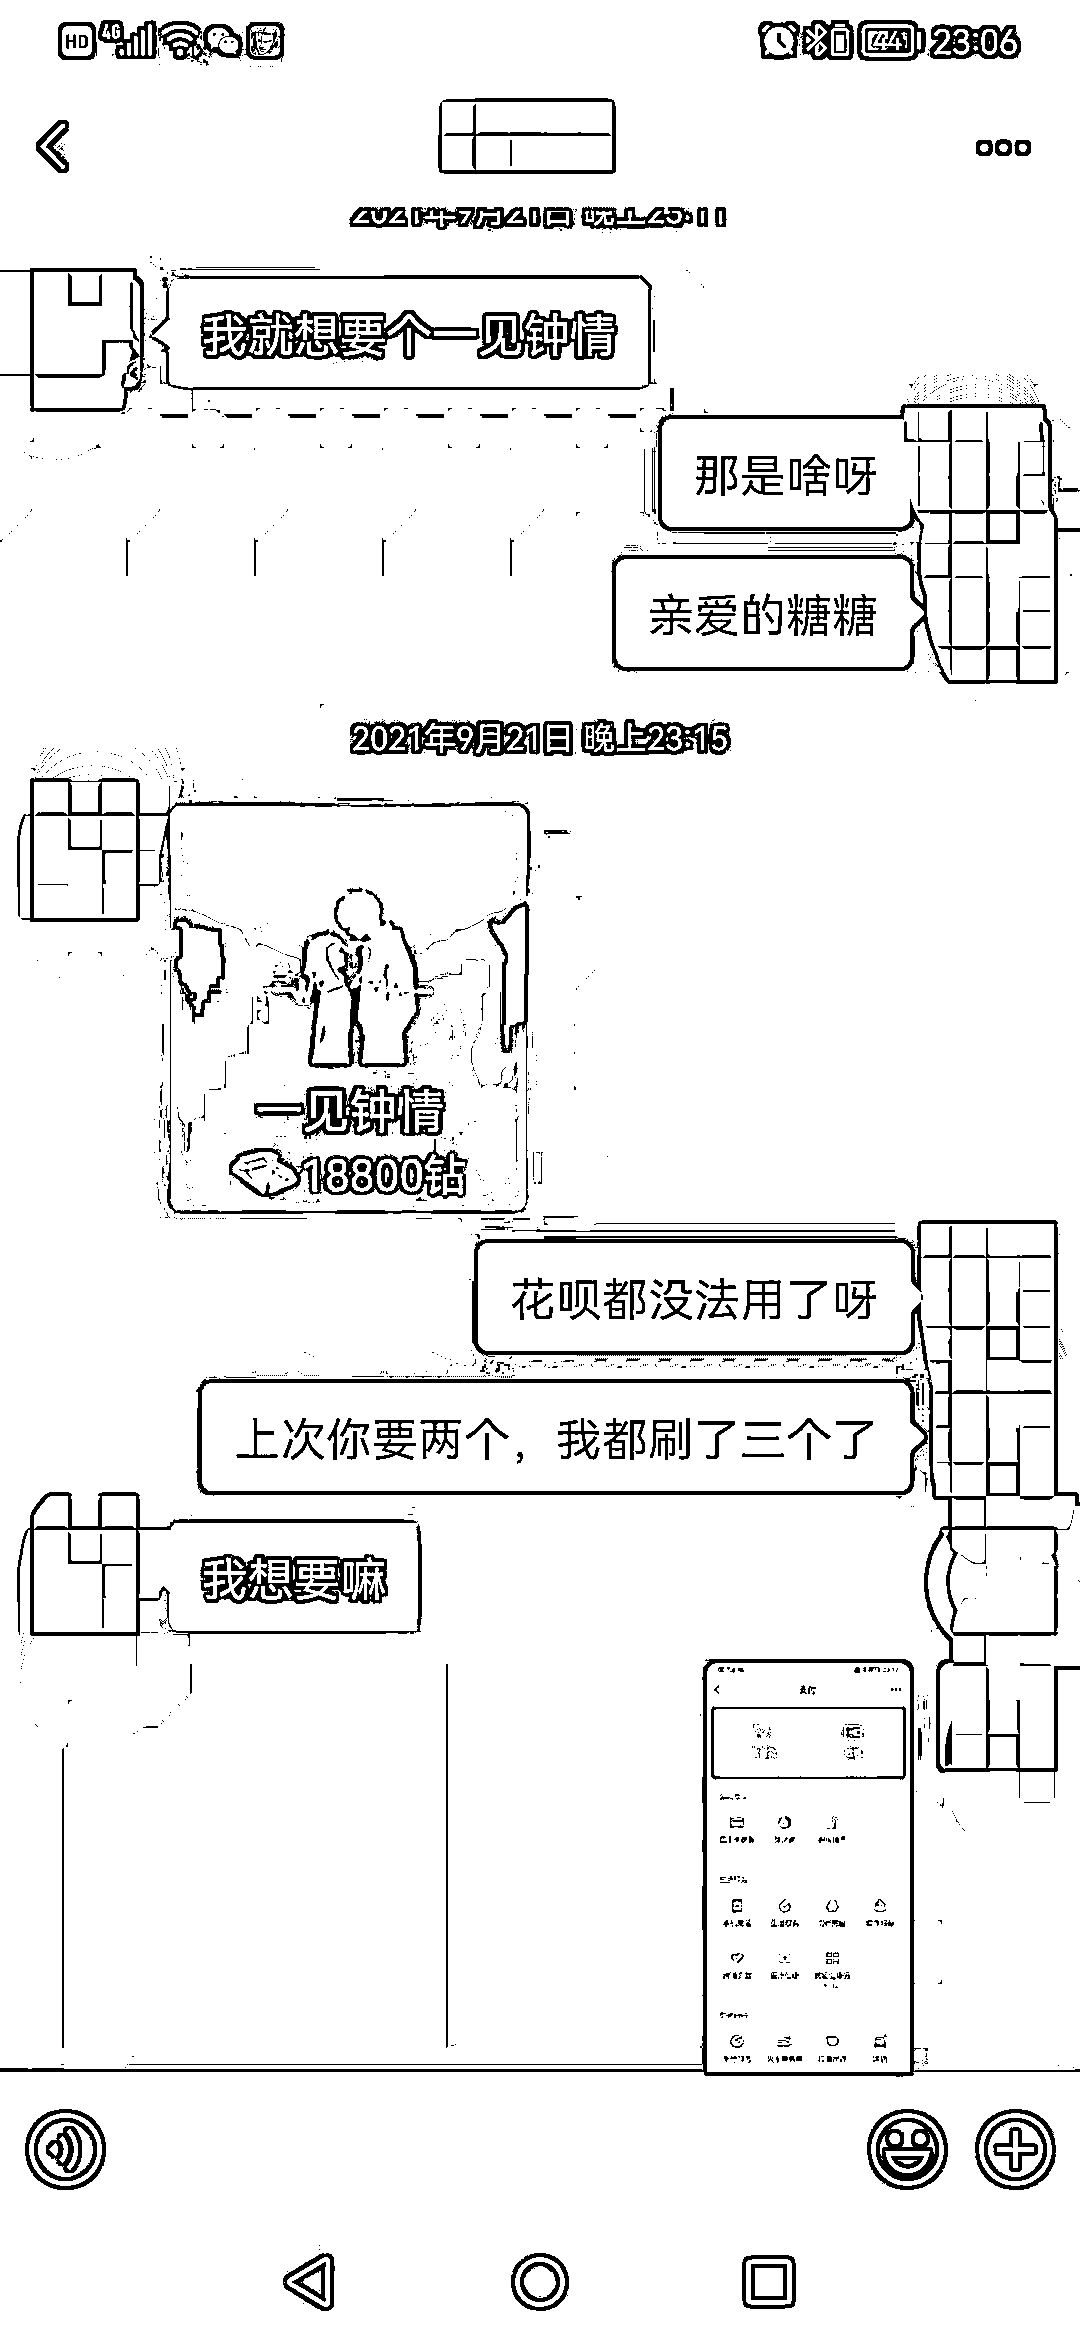 HD 4G 44 23:06
2021年7月21日 晚上23:11
我就想要个一见钟情
那是啥呀
亲爱的糖糖
2021年9月21日 晚上23:15
一见钟情
18800钻
花呗都没法用了呀
上次你要两个，我都刷了三个了
我想要嘛
支付